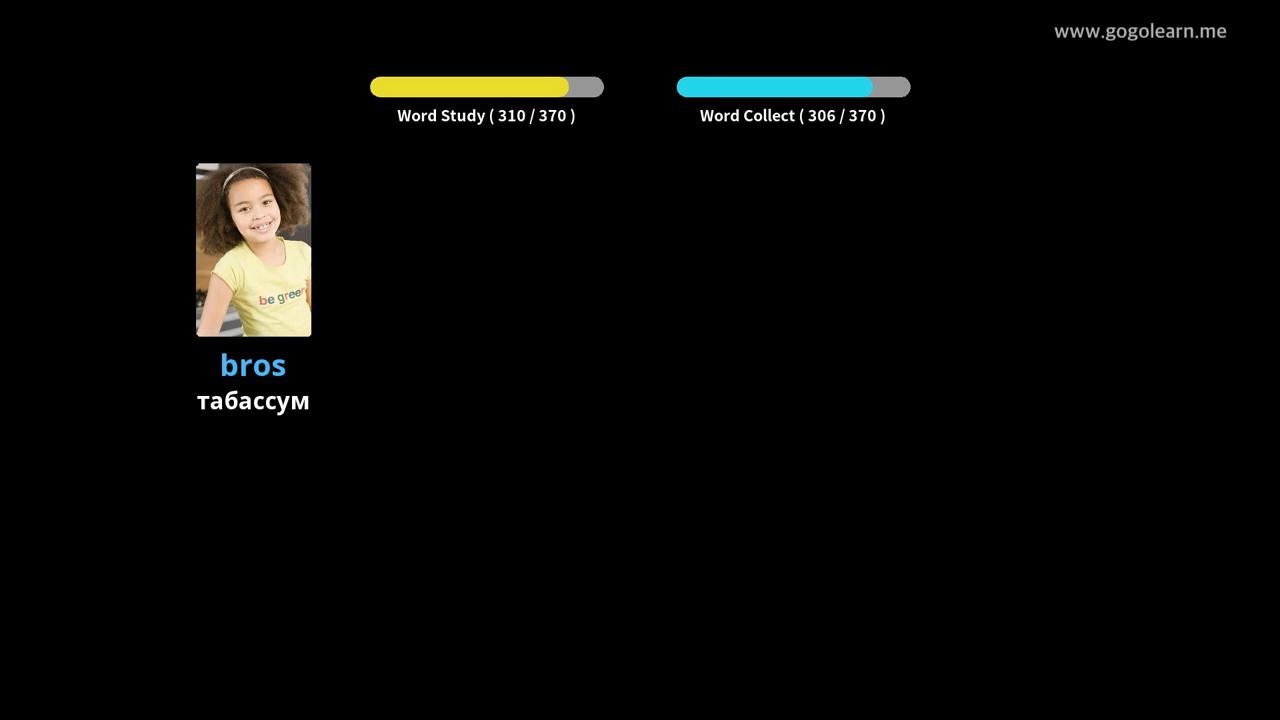 www.gogolearn.me
Word Study ( 310 / 370 )
Word Collect ( 306 / 370 )
be green
bros
табассум